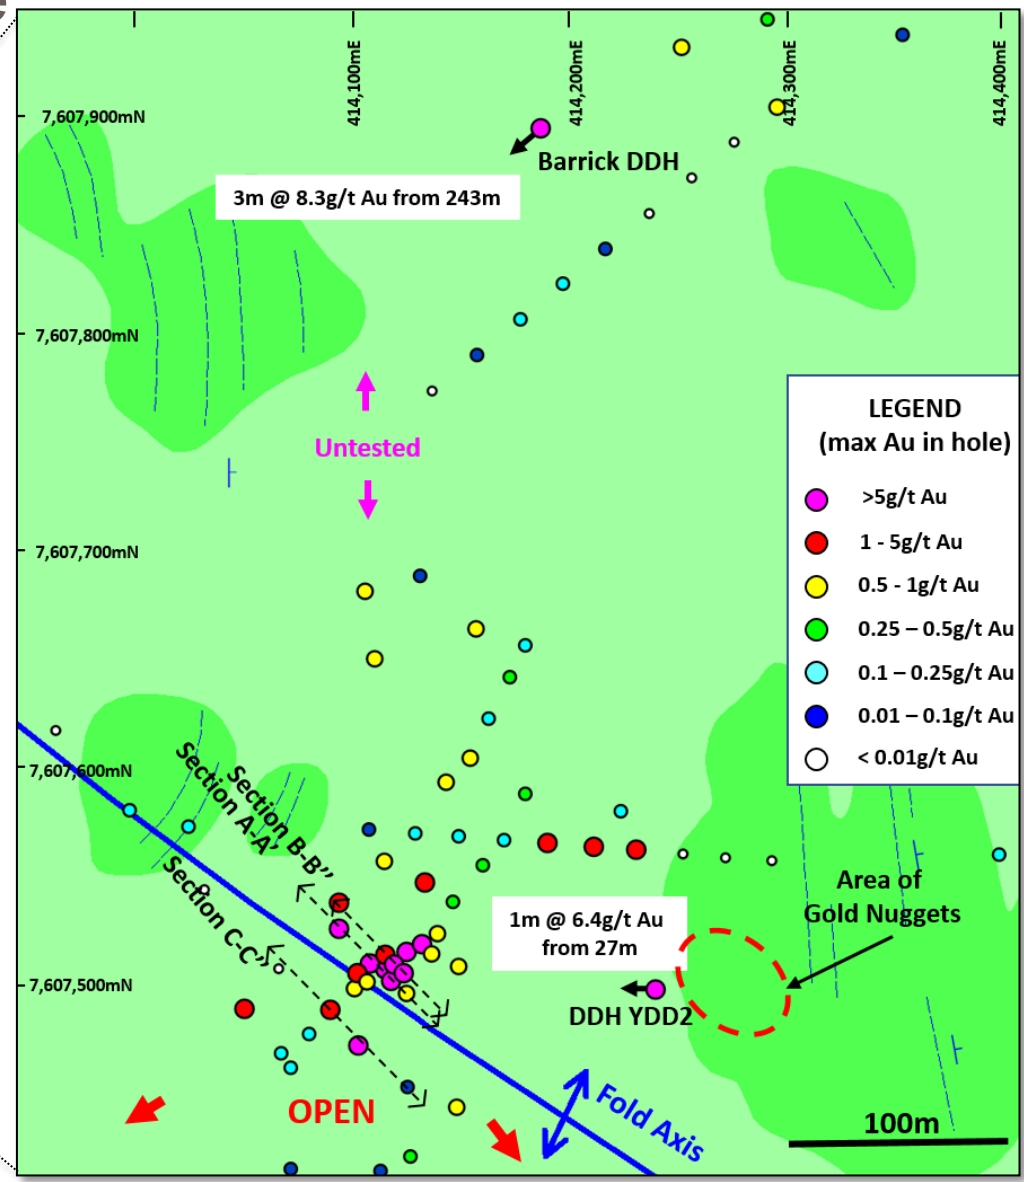 414,100mE
414,200mE
414,300mE
414,400mE
7,607,900mN
Barrick DDH
3m @ 8.3g/t Au from 243m
7,607,800mN
Untested
7,607,700mN
LEGEND
(max Au in hole)
>5g/t Au
1 - 5g/t Au
0.5 - 1g/t Au
0.25 – 0.5g/t Au
0.1 – 0.25g/t Au
0.01 – 0.1g/t Au
< 0.01g/t Au
7,607,600mN
Section A-A’
Section B-B’’
Section C-C’’
Area of
Gold Nuggets
1m @ 6.4g/t Au
from 27m
7,607,500mN
DDH YDD2
OPEN
Fold Axis
100m